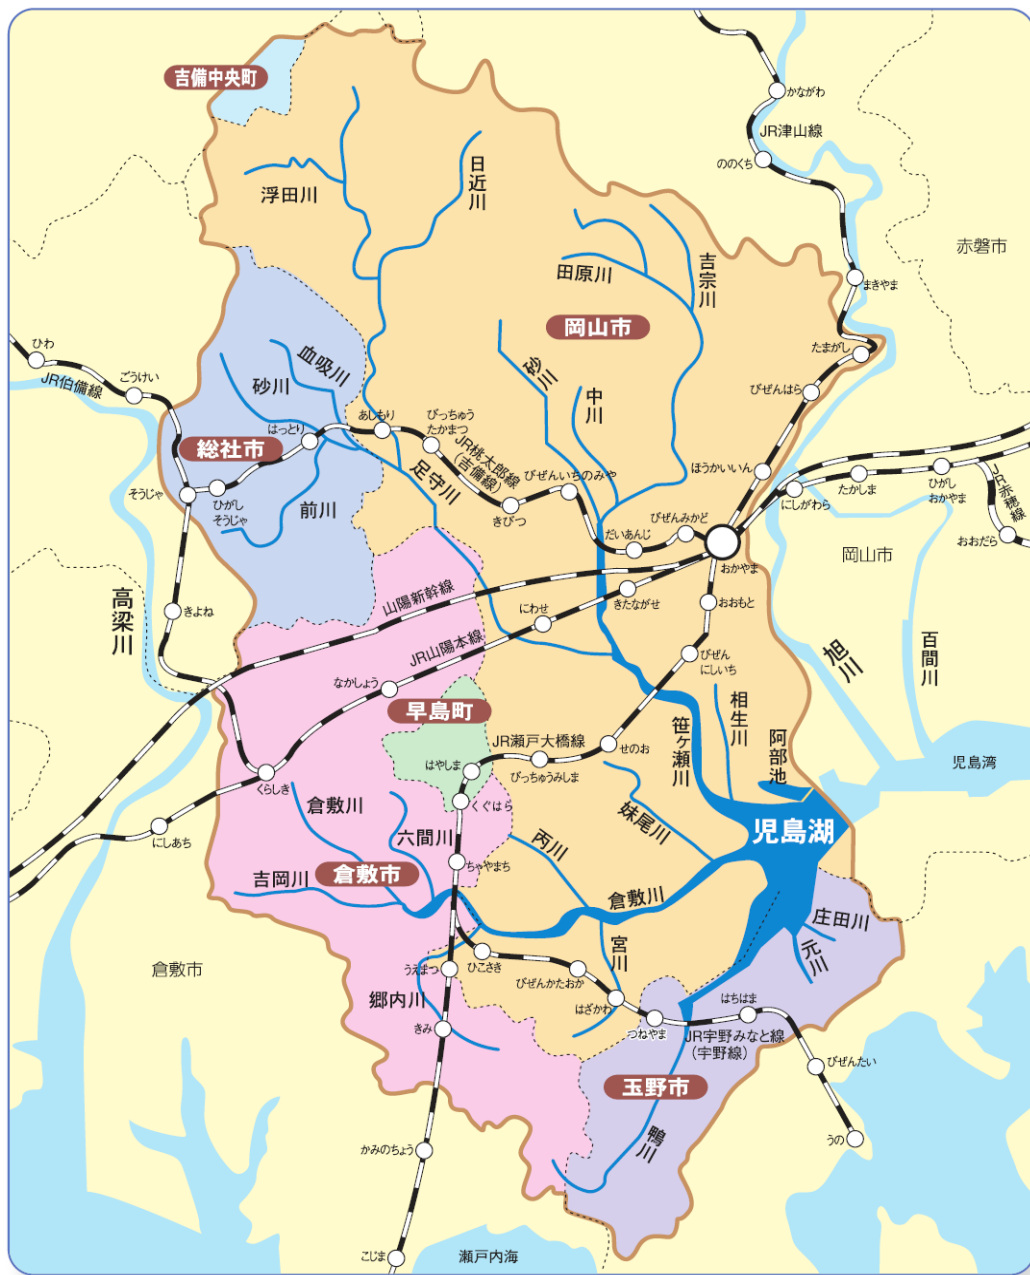 吉備中央町
かながわ
JR津山線
ののくち
日近川
浮田川
赤磐市
吉宗川
田原川
まきやま
岡山市
たまがし
ひわ
JR伯備線
ごうけい
血吸川
砂川
砂川
中川
びぜんはら
はっとり
あしもり
びっちゅう
たかまつ
JR桃太郎線
(吉備線)
総社市
足守川
びぜんいちのみや
ほうかいいん
たかしま
ひがし
おかやま
JR赤穂線
そうじゃ
ひがし
そうじゃ
前川
きびつ
にしがわら
だいあんじ
びぜんみかど
おおだら
岡山市
おかやま
高梁川
きよね
山陽新幹線
きたながせ
おおもと
にわせ
JR山陽本線
びぜん
にしいち
旭川
百間川
なかしょう
早島町
笹ヶ瀬川
相生川
阿部池
JR瀬戸大橋線
せのお
はやしま
びっちゅうみしま
児島湾
くらしき
倉敷川
くぐはら
六間川
妹尾川
児島湖
にしあち
丙川
ちゃやまち
吉岡川
倉敷市
倉敷川
庄田川
元川
宮川
倉敷市
うえまつ
ひこさき
びぜんかたおか
郷内川
はざかわ
はちはま
きみ
つねやま
JR宇野みなと線
(宇野線)
びぜんたい
玉野市
鴨川
うの
かみのちょう
こじま
瀬戸内海